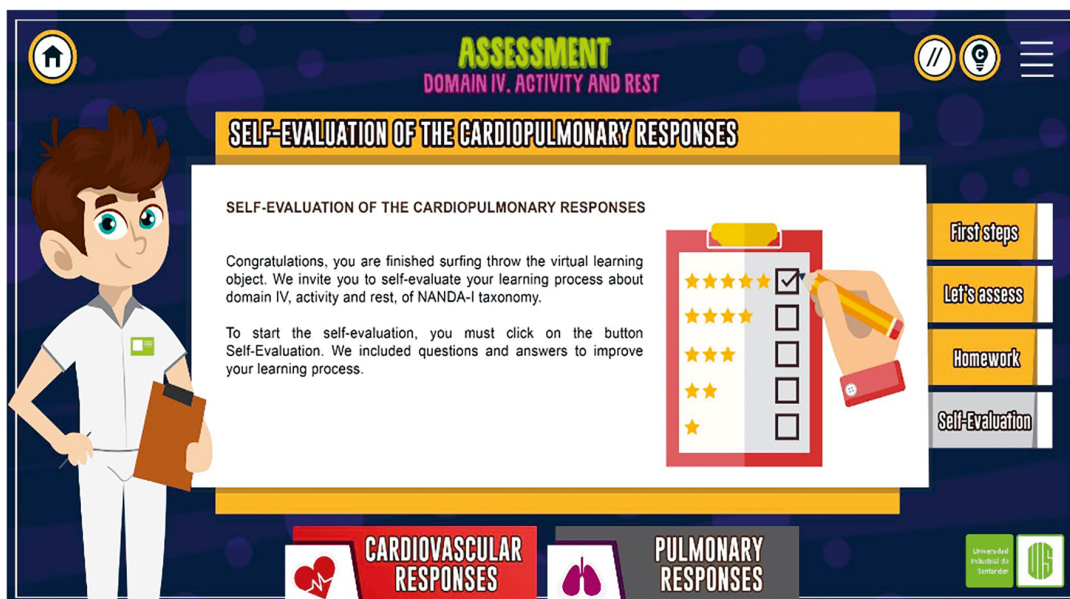 ASSESSMENT
DOMAIN IV. ACTIVITY AND REST
SELF-EVALUATION OF THE CARDIOPULMONARY RESPONSES
SELF-EVALUATION OF THE CARDIOPULMONARY RESPONSES
Congratulations, you are finished surfing throw the virtual learning
object. We invite you to self-evaluate your learning process about
domain IV, activity and rest, of NANDA-I taxonomy.
To start the self-evaluation, you must click on the button
Self-Evaluation. We included questions and answers to improve
your learning process.
First steps
Let's assess
Homework
Self-Evaluation
CARDIOVASCULAR
RESPONSES
PULMONARY
RESPONSES
Universidad
Industrial de
Santander
UIS
//
C